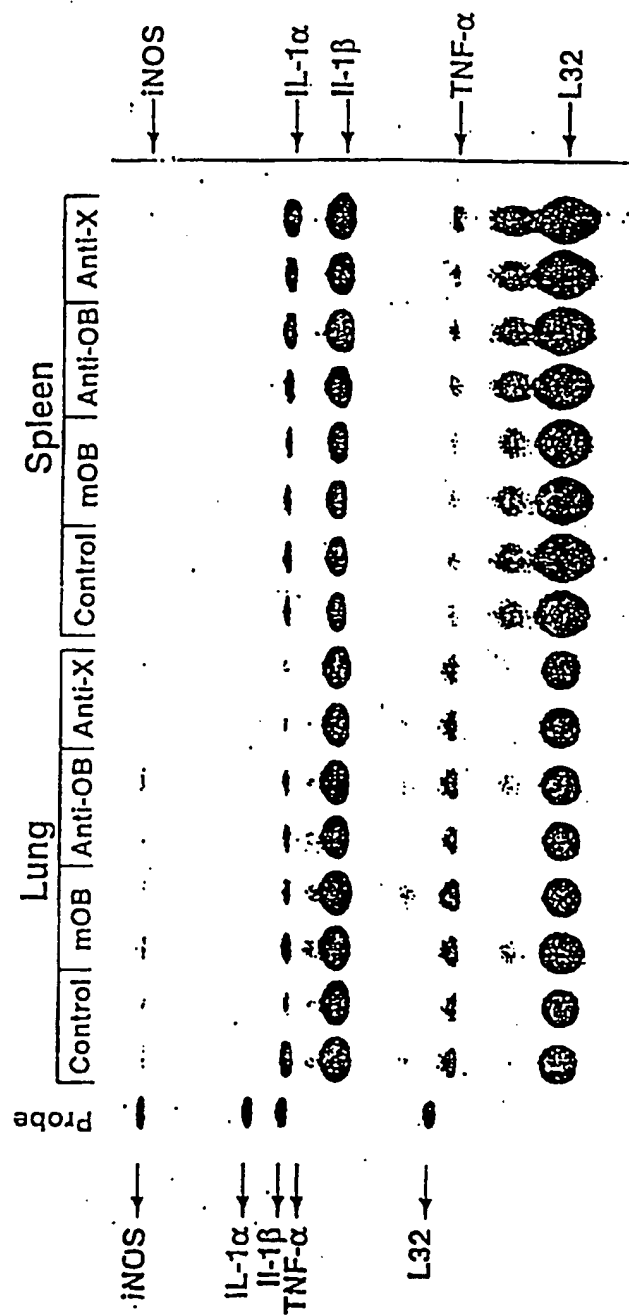 Lung Spleen
Probe Control mOB Anti-OB Anti-X Control mOB Anti-OB Anti-X
iNOS
IL-1α
Il-1β
TNF-α
L32
iNOS
IL-1α
Il-1β
TNF-α
L32